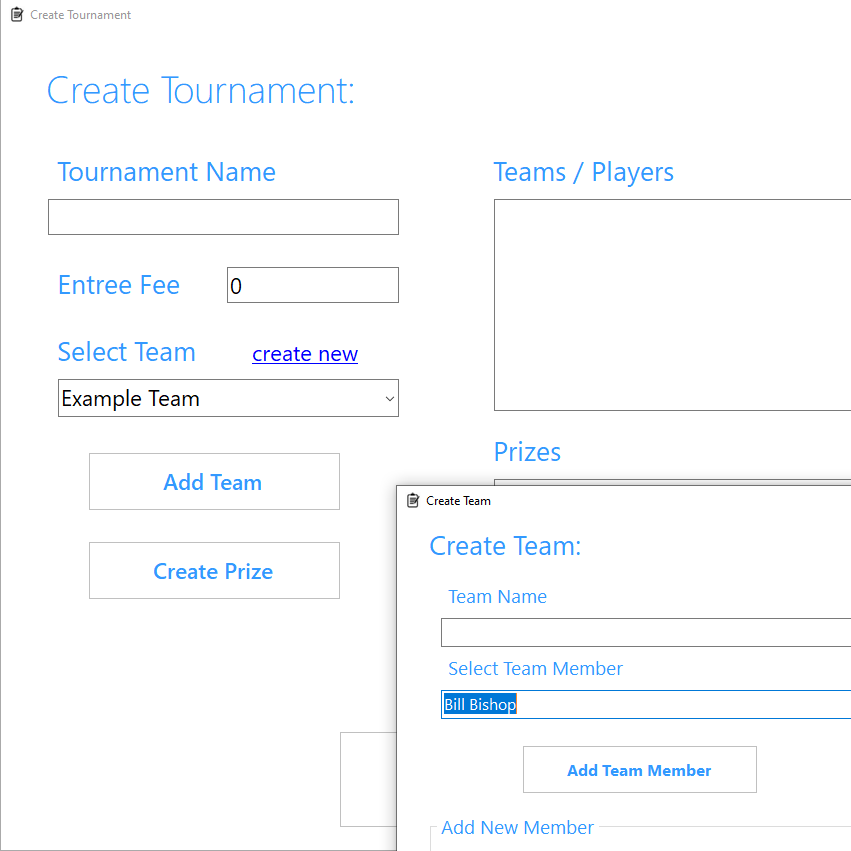 Create Tournament
Create Tournament:
Tournament Name
Teams / Players
Entree Fee
0
Select Team
create new
Example Team
Add Team
Prizes
Create Prize
Create Team
Create Team:
Team Name
Select Team Member
Bill Bishop
Add Team Member
Add New Member